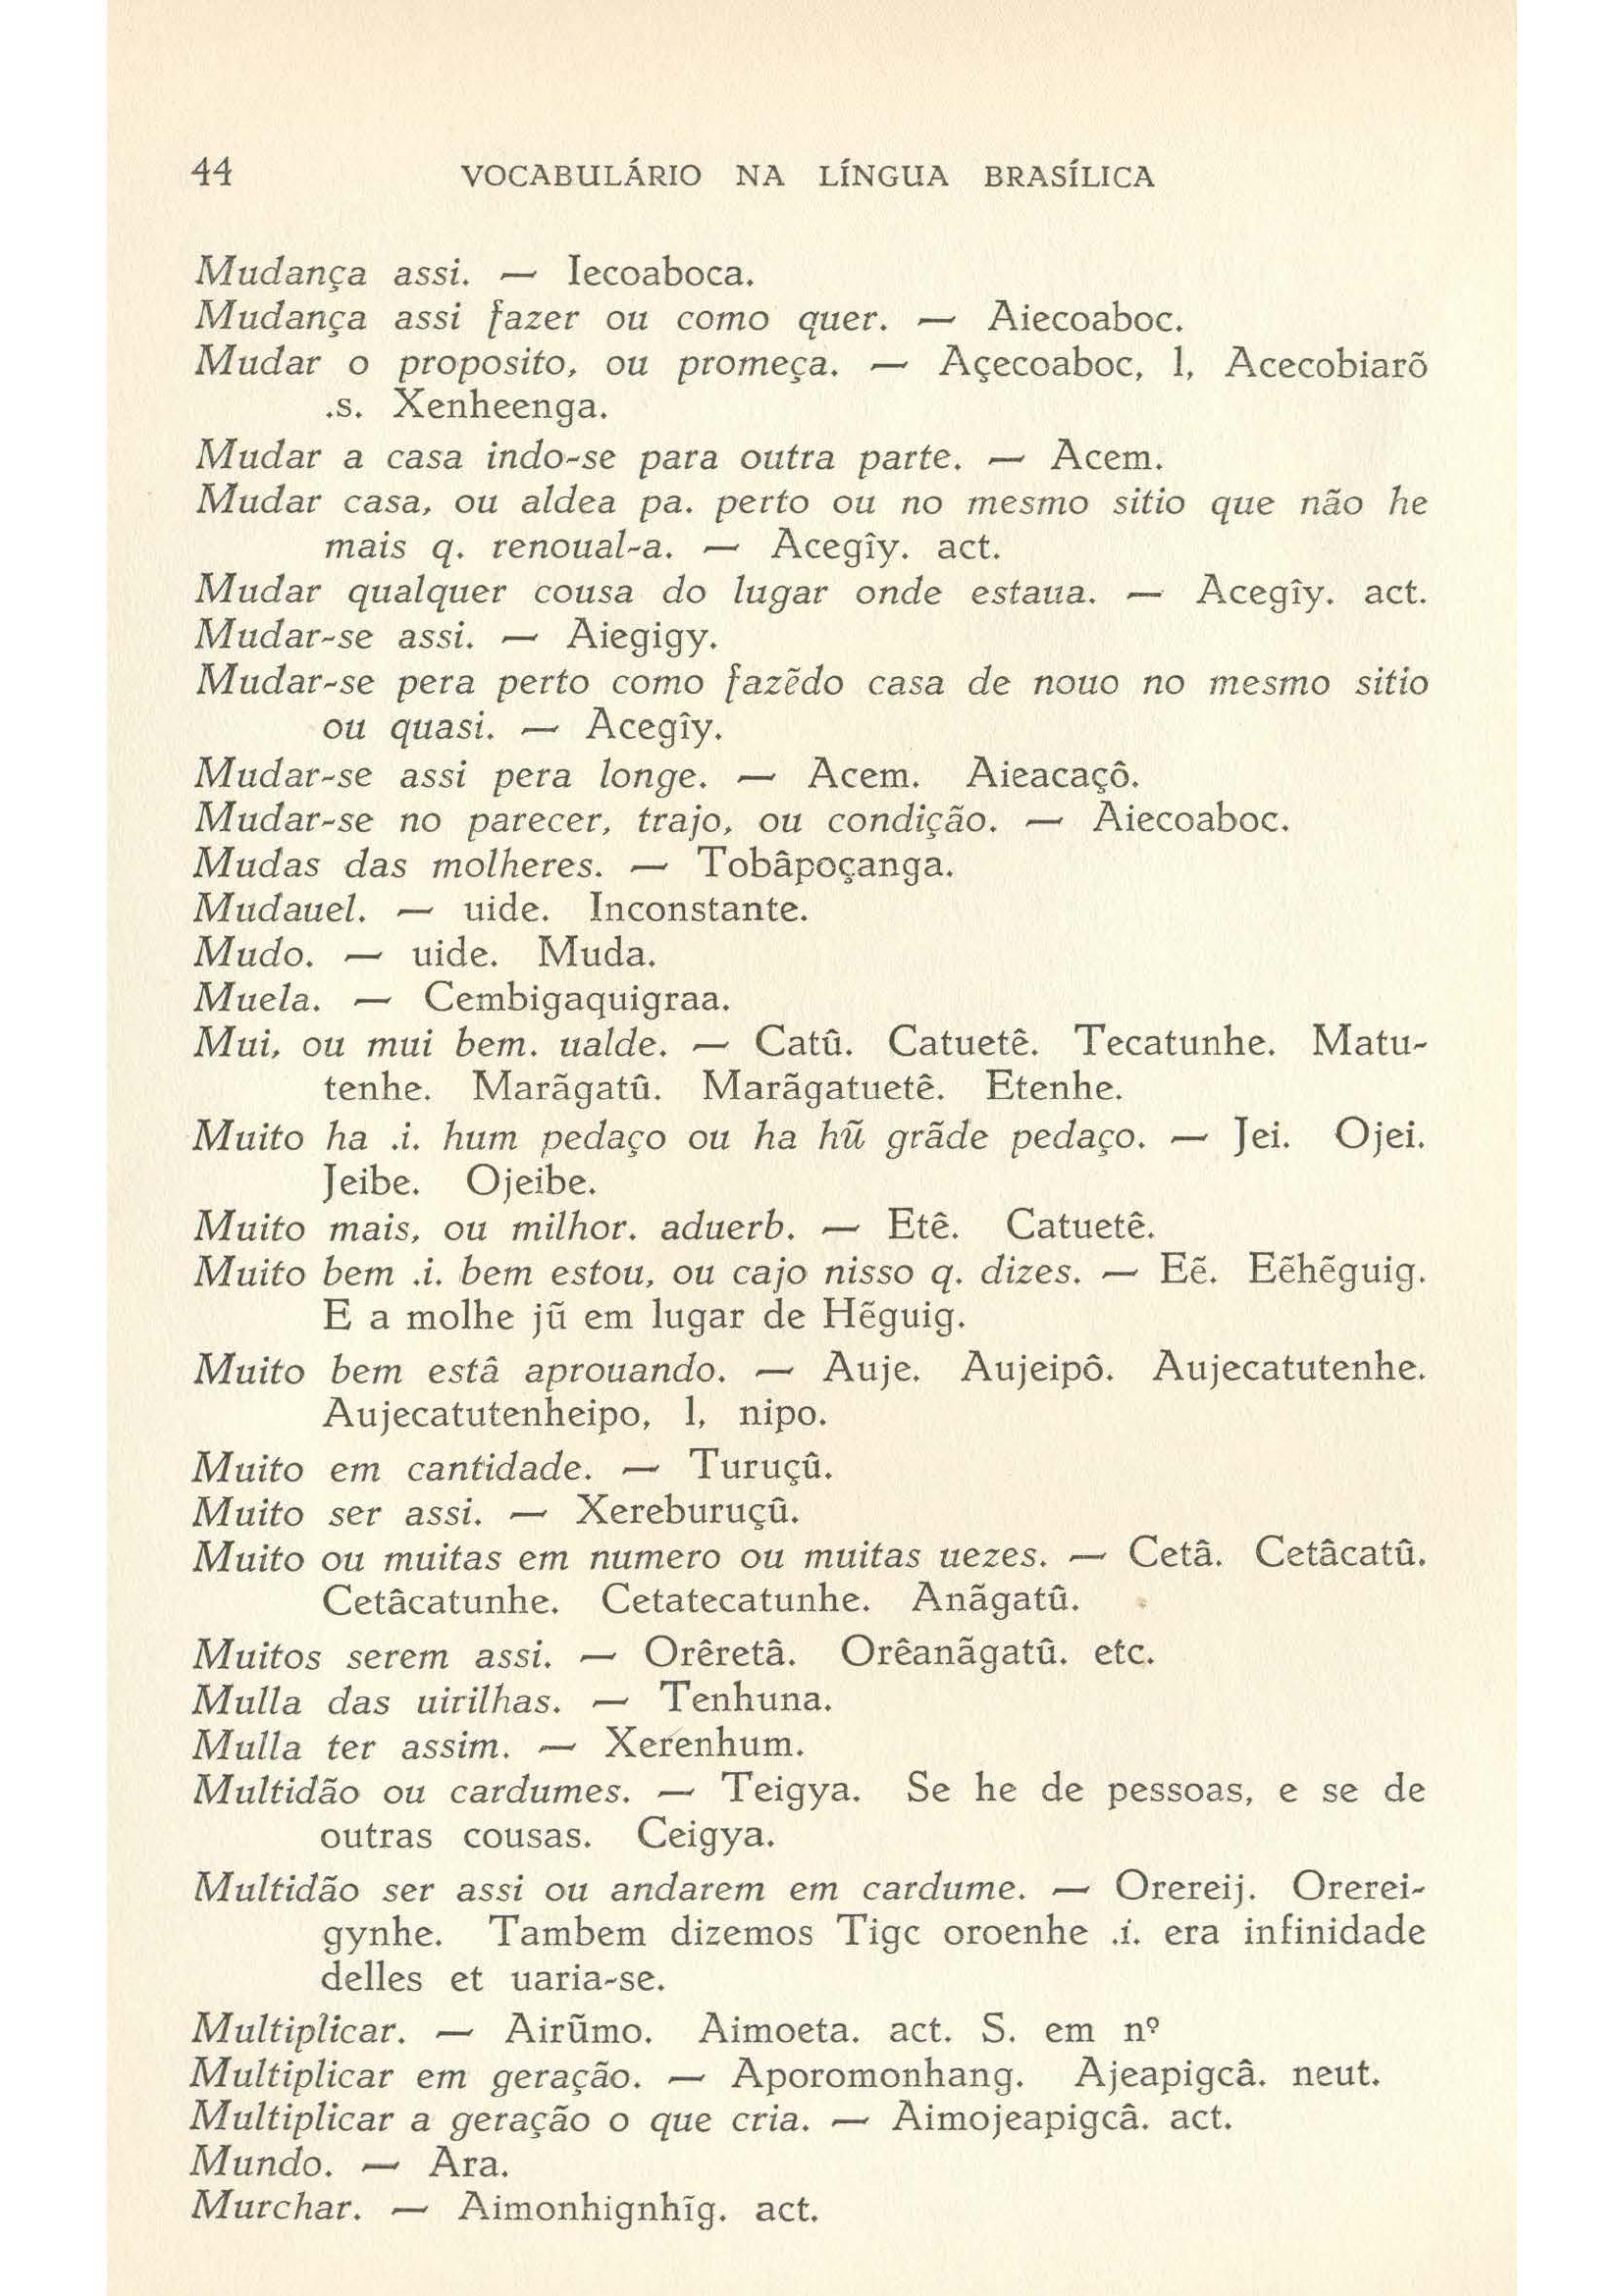 44 VOCABULÁRIO NA LÍNGUA BRASÍLICA
Mudança assi. — Iecoaboca.
Mudança assi fazer ou como quer. — Aiecoaboc.
Mudar o proposito, ou promeça. — Açecoaboc, l, Acecobiarõ
.s. Xenheenga.
Mudar a casa indo-se para outra parte. — Acem.
Mudar casa, ou aldea pa. perto ou no mesmo sitio que não he
mais q. renoual-a. — Acegîy. act.
Mudar qualquer cousa do lugar onde estaua. — Acegîy. act.
Mudar-se assi. — Aiegigy.
Mudar-se pera perto como fazẽdo casa de nouo no mesmo sitio
ou quasi. — Acegîy.
Mudar-se assi pera longe. — Acem. Aieacaçô.
Mudar-se no parecer, trajo, ou condição. — Aiecoaboc.
Mudas das molheres. — Tobâpoçanga.
Mudauel. — uide. Inconstante.
Mudo. — uide. Muda.
Muela. — Cembigaquigraa.
Mui, ou mui bem. ualde. — Catû. Catuetê. Tecatunhe. Matu-
tenhe. Marãgatû. Marãgatuetê. Etenhe.
Muito ha .i. hum pedaço ou ha hũ grãde pedaço. — Jei. Ojei.
Jeibe. Ojeibe.
Muito mais, ou milhor. aduerb. — Etê. Catuetê.
Muito bem .i. bem estou, ou cajo nisso q. dizes. — Eẽ. Eẽhẽguig.
E a molhe jũ em lugar de Hẽguig.
Muito bem estâ aprouando. — Auje. Aujeipô. Aujecatutenhe.
Aujecatutenheipo, l, nipo.
Muito em cantidade. — Turuçû.
Muito ser assi. — Xereburuçû.
Muito ou muitas em numero ou muitas uezes. — Cetâ. Cetâcatû.
Cetâcatunhe. Cetatecatunhe. Anãgatû.
Muitos serem assi. — Orêretâ. Orêanãgatû. etc.
Mulla das uirilhas. — Tenhuna.
Mulla ter assim. — Xerenhum.
Multidão ou cardumes. — Teigya. Se he de pessoas, e se de
outras cousas. Ceigya.
Multidão ser assi ou andarem em cardume. — Orereij. Orerei-
gynhe. Tambem dizemos Tigc oroenhe .i. era infinidade
delles et uaria-se.
Multiplicar. — Airũmo. Aimoeta. act. S. em nº
Multiplicar em geração. — Aporomonhang. Ajeapigcâ. neut.
Multiplicar a geração o que cria. — Aimojeapigcâ. act.
Mundo. — Ara.
Murchar. — Aimonhignhĩg. act.